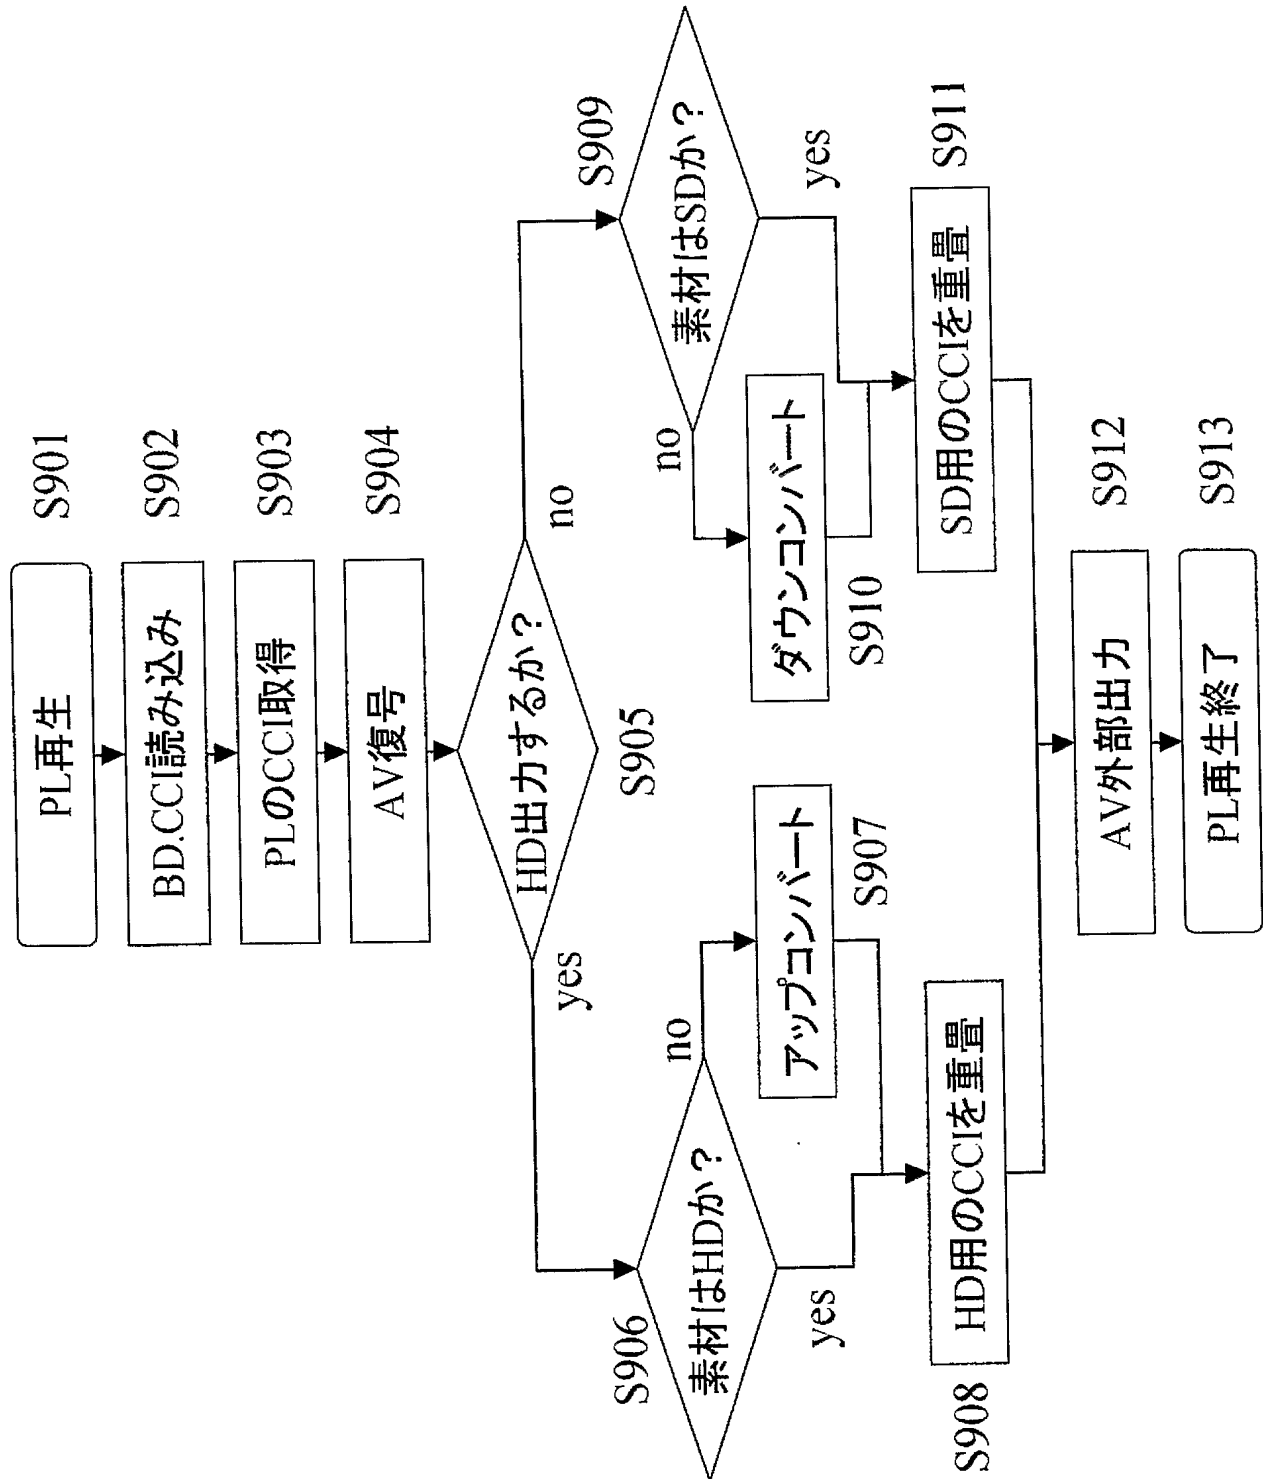 PL再生
S901
BD.CCI読み込み
S902
PLのCCI取得
S903
AV復号
S904
HD出力するか？
S905
yes
no
素材はHDか？
S906
no
yes
アップコンバート
S907
HD用のCCIを重畳
S908
素材はSDか？
S909
no
yes
ダウンコンバート
S910
SD用のCCIを重畳
S911
AV外部出力
S912
PL再生終了
S913